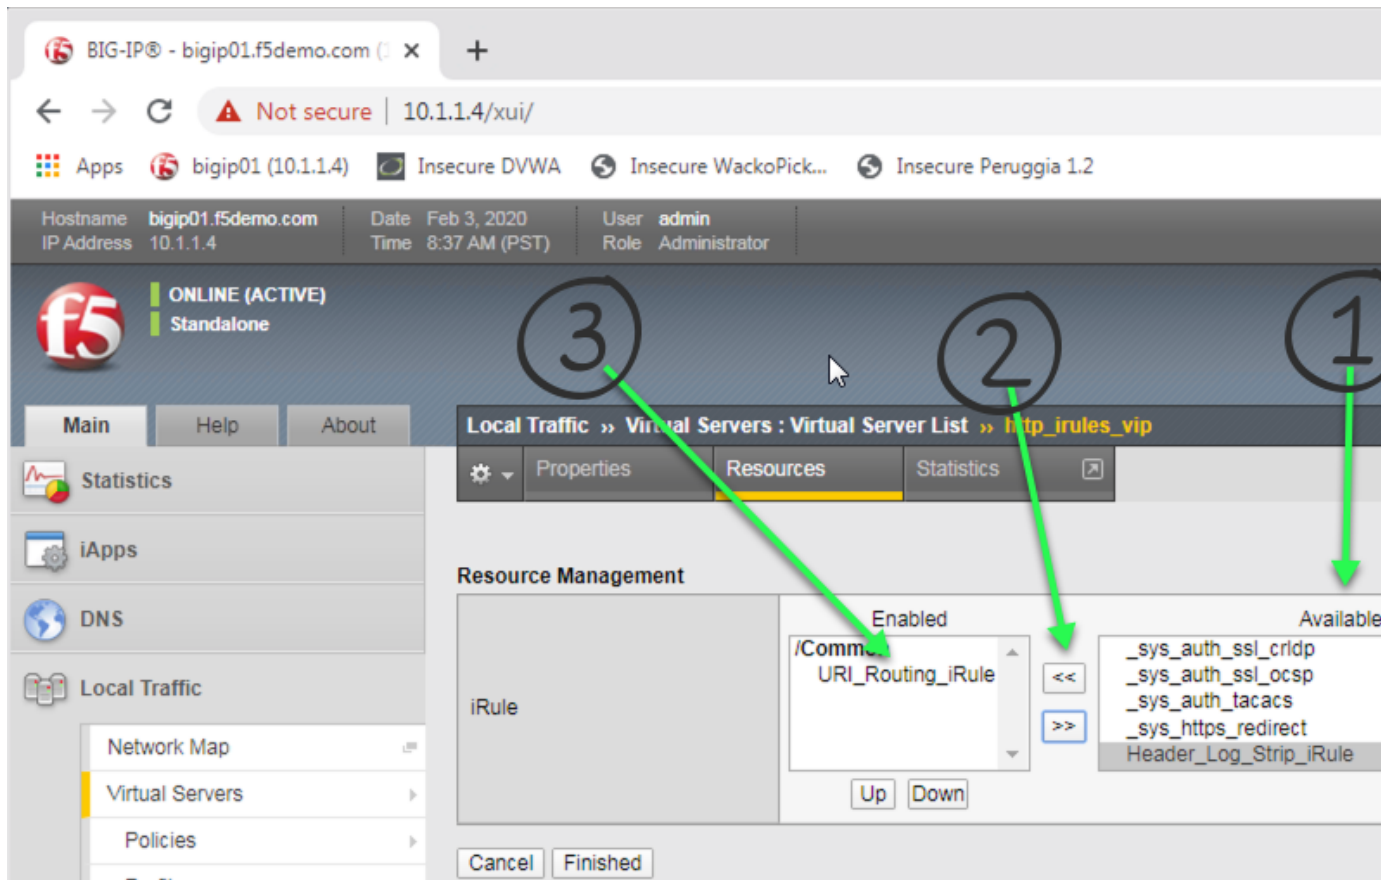 BIG-IP® - bigip01.f5demo.com (
Not secure | 10.1.1.4/xui/
Apps bigip01 (10.1.1.4) Insecure DVWA Insecure WackoPick... Insecure Peruggia 1.2
Hostname bigip01.f5demo.com Date Feb 3, 2020 User admin
IP Address 10.1.1.4 Time 8:37 AM (PST) Role Administrator
f5
ONLINE (ACTIVE)
Standalone
3 2 1
Main Help About
Local Traffic ›› Virtual Servers : Virtual Server List ›› http_irules_vip
Properties Resources Statistics
Statistics
iApps
DNS
Local Traffic
Network Map
Virtual Servers
Policies
Resource Management
iRule
Enabled
/Common
URI_Routing_iRule
<<
>>
Up Down
Available
_sys_auth_ssl_crldp
_sys_auth_ssl_ocsp
_sys_auth_tacacs
_sys_https_redirect
Header_Log_Strip_iRule
Cancel Finished